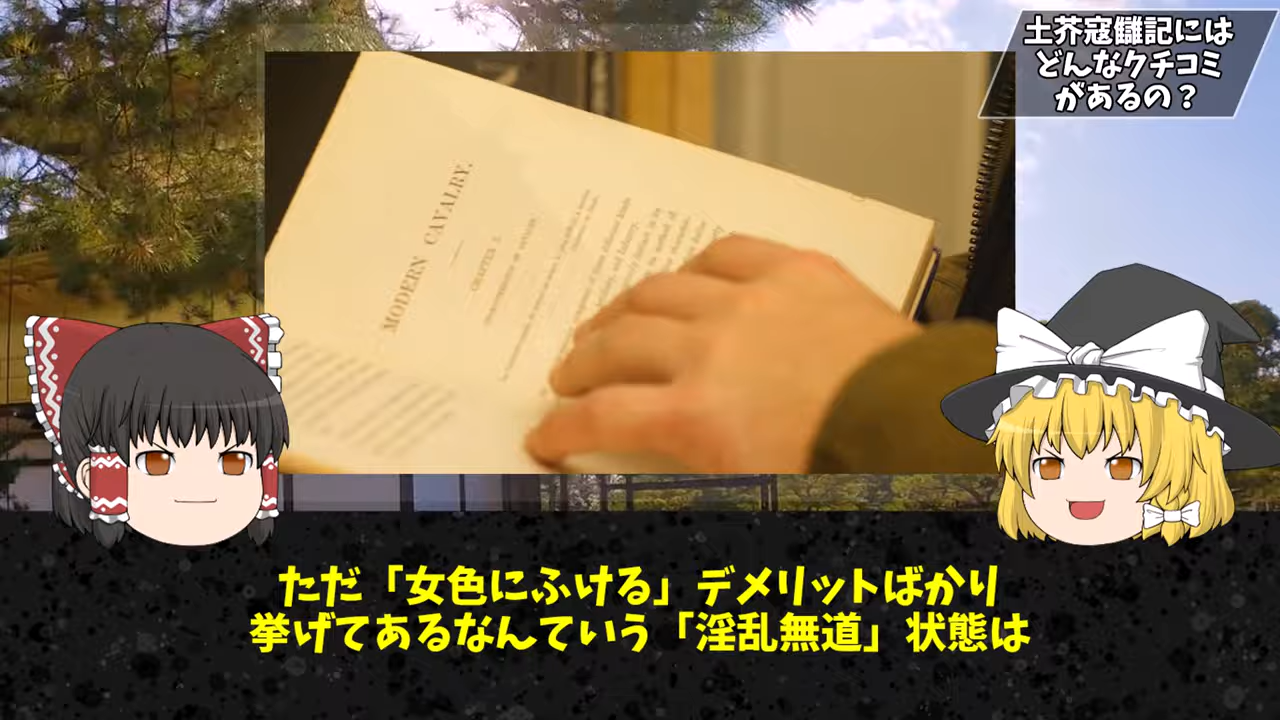 土芥寇讎記には
どんなクチコミ
があるの？
MODERN CAVALRY.
CHAPTER I.
ただ「女色にふける」デメリットばかり
挙げてあるなんていう「淫乱無道」状態は